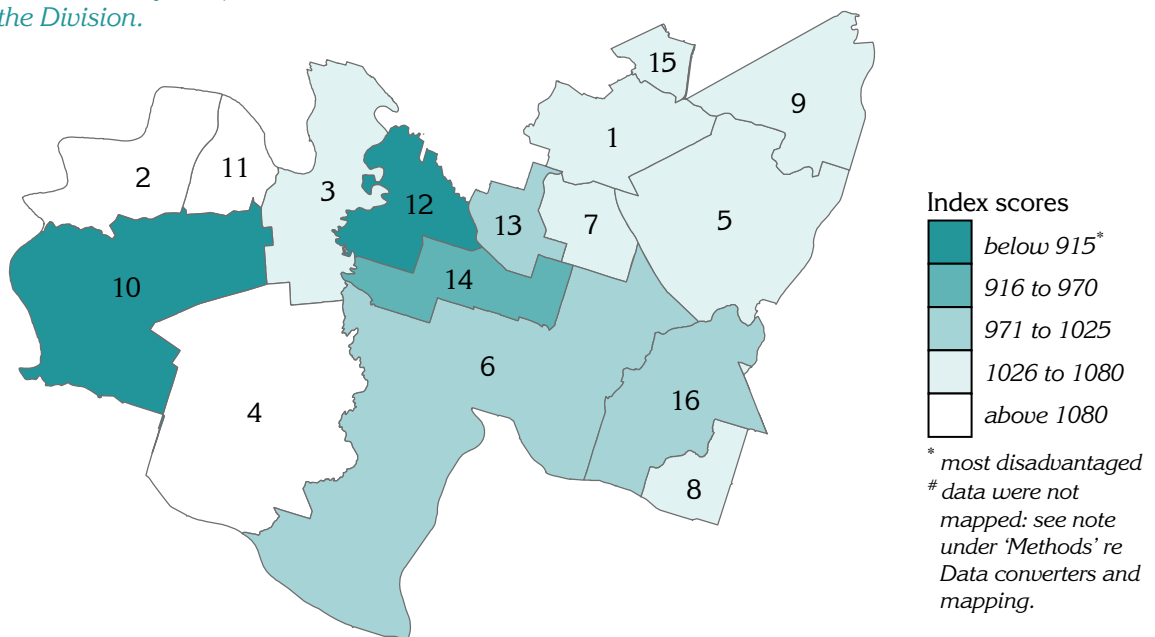 the Division.
15
9
1
2
11
3
12
13
7
5
10
14
6
4
16
8
Index scores
below 915*
916 to 970
971 to 1025
1026 to 1080
above 1080
* most disadvantaged
# data were not
mapped: see note
under ‘Methods’ re
Data converters and
mapping.